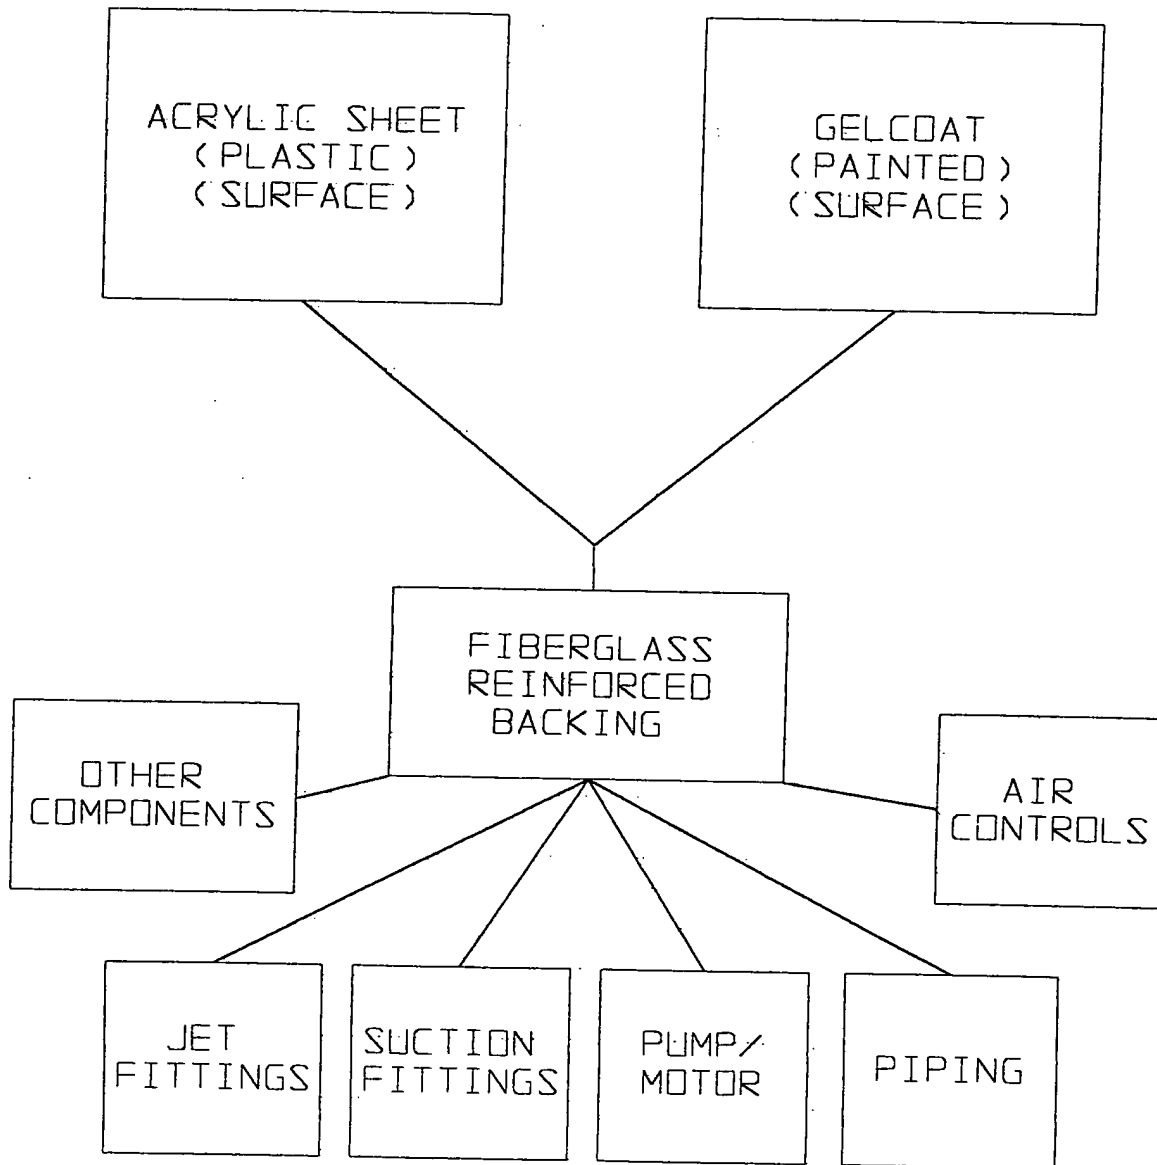 ACRYLIC SHEET
(PLASTIC)
(SURFACE)
GELCOAT
(PAINTED)
(SURFACE)
FIBERGLASS
REINFORCED
BACKING
OTHER
COMPONENTS
AIR
CONTROLS
JET
FITTINGS
SUCTION
FITTINGS
PUMP/
MOTOR
PIPING